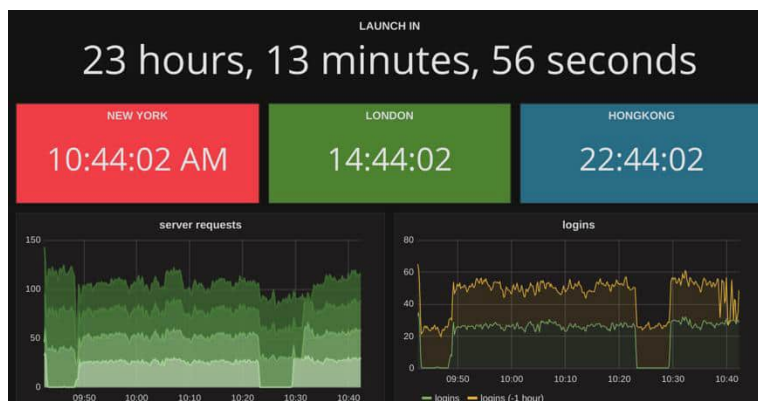 LAUNCH IN
23 hours, 13 minutes, 56 seconds
NEW YORK
10:44:02 AM
LONDON
14:44:02
HONGKONG
22:44:02
server requests
150
100
50
0
09:50 10:00 10:10 10:20 10:30 10:40
logins
80
60
40
20
0
09:50 10:00 10:10 10:20 10:30 10:40
logins logins (-1 hour)